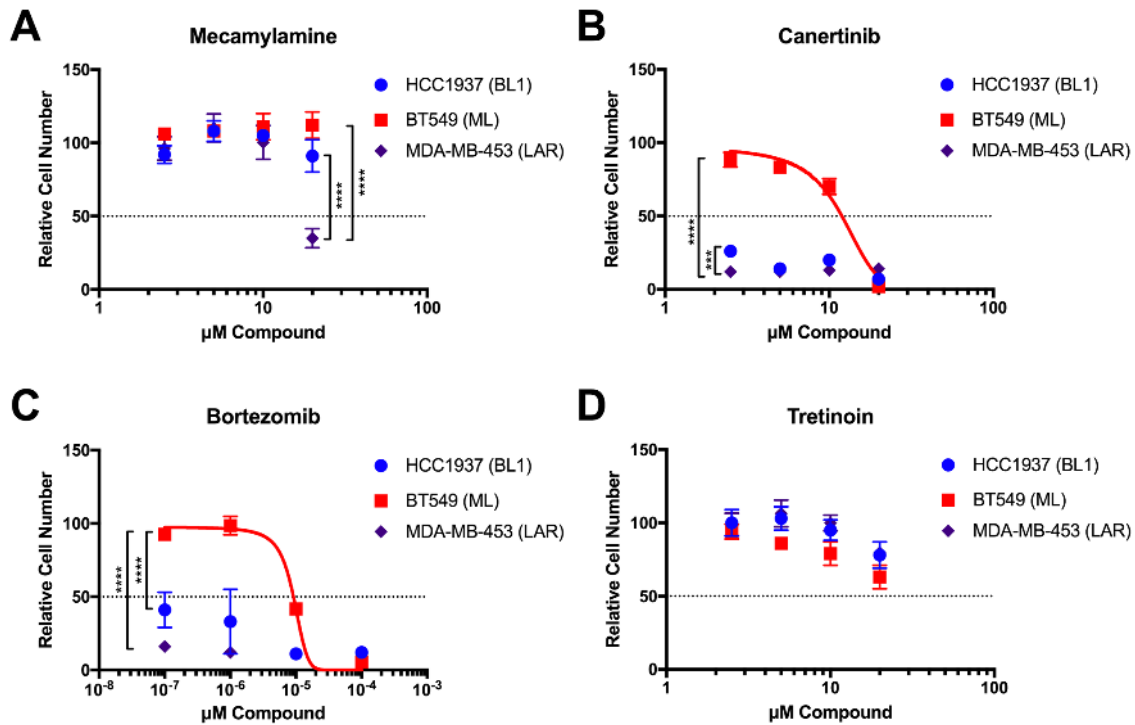 A
Mecamylamine
Relative Cell Number
150
100
50
0
1
10
100
µM Compound
HCC1937 (BL1)
BT549 (ML)
MDA-MB-453 (LAR)
****
****
B
Canertinib
Relative Cell Number
150
100
50
0
1
10
100
µM Compound
HCC1937 (BL1)
BT549 (ML)
MDA-MB-453 (LAR)
****
***
C
Bortezomib
Relative Cell Number
150
100
50
0
10⁻⁸
10⁻⁷
10⁻⁶
10⁻⁵
10⁻⁴
10⁻³
µM Compound
HCC1937 (BL1)
BT549 (ML)
MDA-MB-453 (LAR)
****
****
D
Tretinoin
Relative Cell Number
150
100
50
0
1
10
100
µM Compound
HCC1937 (BL1)
BT549 (ML)
MDA-MB-453 (LAR)